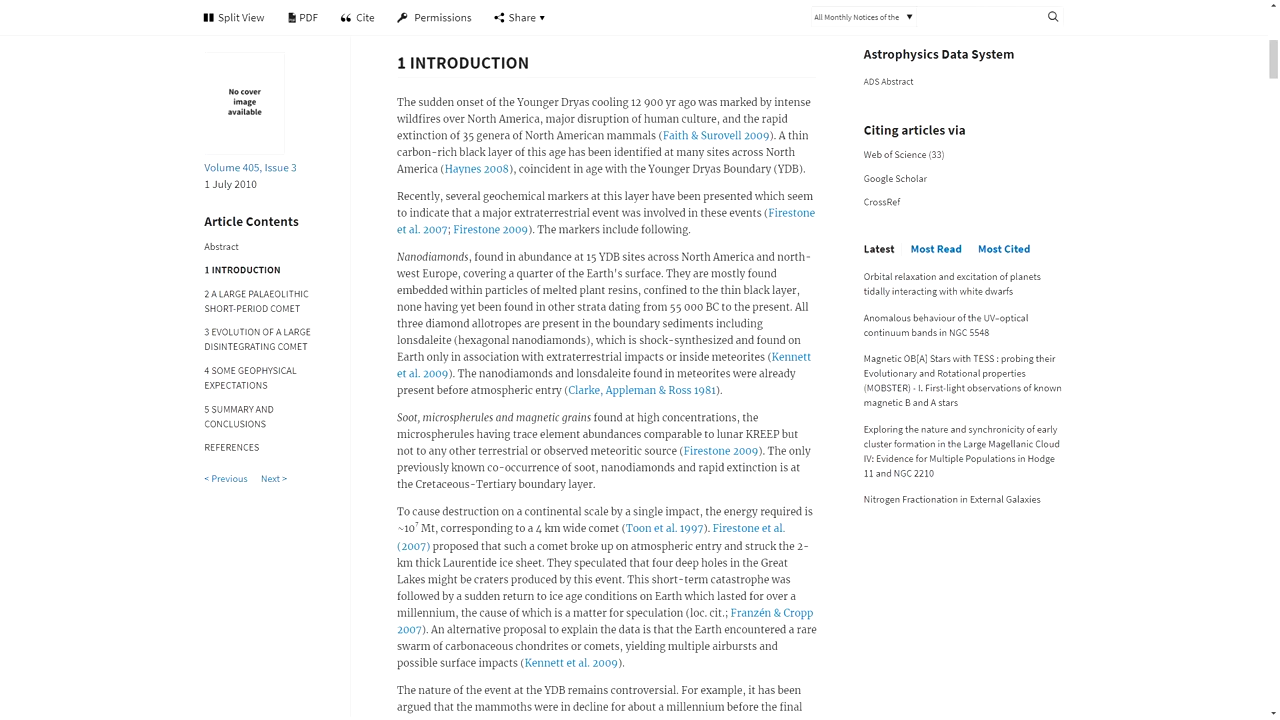 Split View
PDF
Cite
Permissions
Share
All Monthly Notices of the
No cover
image
available
Volume 405, Issue 3
1 July 2010
Article Contents
Abstract
1 INTRODUCTION
2 A LARGE PALAEOLITHIC
SHORT-PERIOD COMET
3 EVOLUTION OF A LARGE
DISINTEGRATING COMET
4 SOME GEOPHYSICAL
EXPECTATIONS
5 SUMMARY AND
CONCLUSIONS
REFERENCES
< Previous Next >
1 INTRODUCTION
The sudden onset of the Younger Dryas cooling 12 900 yr ago was marked by intense
wildfires over North America, major disruption of human culture, and the rapid
extinction of 35 genera of North American mammals (Faith & Surovell 2009). A thin
carbon-rich black layer of this age has been identified at many sites across North
America (Haynes 2008), coincident in age with the Younger Dryas Boundary (YDB).
Recently, several geochemical markers at this layer have been presented which seem
to indicate that a major extraterrestrial event was involved in these events (Firestone
et al. 2007; Firestone 2009). The markers include following.
Nanodiamonds, found in abundance at 15 YDB sites across North America and north-
west Europe, covering a quarter of the Earth's surface. They are mostly found
embedded within particles of melted plant resins, confined to the thin black layer,
none having yet been found in other strata dating from 55 000 BC to the present. All
three diamond allotropes are present in the boundary sediments including
lonsdaleite (hexagonal nanodiamonds), which is shock-synthesized and found on
Earth only in association with extraterrestrial impacts or inside meteorites (Kennett
et al. 2009). The nanodiamonds and lonsdaleite found in meteorites were already
present before atmospheric entry (Clarke, Appleman & Ross 1981).
Soot, microspherules and magnetic grains found at high concentrations, the
microspherules having trace element abundances comparable to lunar KREEP but
not to any other terrestrial or observed meteoritic source (Firestone 2009). The only
previously known co-occurrence of soot, nanodiamonds and rapid extinction is at
the Cretaceous-Tertiary boundary layer.
To cause destruction on a continental scale by a single impact, the energy required is
~10⁷ Mt, corresponding to a 4 km wide comet (Toon et al. 1997). Firestone et al.
(2007) proposed that such a comet broke up on atmospheric entry and struck the 2-
km thick Laurentide ice sheet. They speculated that four deep holes in the Great
Lakes might be craters produced by this event. This short-term catastrophe was
followed by a sudden return to ice age conditions on Earth which lasted for over a
millennium, the cause of which is a matter for speculation (loc. cit.; Franzén & Cropp
2007). An alternative proposal to explain the data is that the Earth encountered a rare
swarm of carbonaceous chondrites or comets, yielding multiple airbursts and
possible surface impacts (Kennett et al. 2009).
The nature of the event at the YDB remains controversial. For example, it has been
argued that the mammoths were in decline for about a millennium before the final
Astrophysics Data System
ADS Abstract
Citing articles via
Web of Science (33)
Google Scholar
CrossRef
Latest Most Read Most Cited
Orbital relaxation and excitation of planets
tidally interacting with white dwarfs
Anomalous behaviour of the UV–optical
continuum bands in NGC 5548
Magnetic OB[A] Stars with TESS : probing their
Evolutionary and Rotational properties
(MOBSTER) - I. First-light observations of known
magnetic B and A stars
Exploring the nature and synchronicity of early
cluster formation in the Large Magellanic Cloud
IV: Evidence for Multiple Populations in Hodge
11 and NGC 2210
Nitrogen Fractionation in External Galaxies